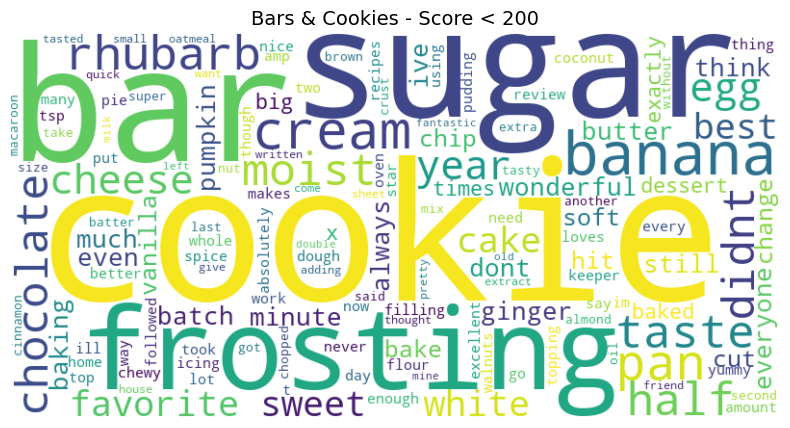 Bars & Cookies - Score < 200
tasted small oatmeal
rhubarb
sugar
bar
nice
amp
ive
using
brown
recipes
crust
pudding
coconut
thing
think
exactly
without
quick
want
macaroon
many
pie
super
tsp
take
milk
though
two
big
cream
chip
review
egg
fantastic
extra
butter
best
banana
put
pumpkin
left
nut
written
moist
year
tasty
size
cheese
makes
come
oven
star
sheet
times
wonderful
dessert
another
chocolate
cookie
batter
much
even
better
vanilla
last
whole
spice
give
absolutely
x
double
dough
adding
always
mix
need
cake
dont
pretty
old
extract
soft
loves
hit
keeper
every
still
didnt
everyone
change
batch
minute
work
said
now
filling
thought
ginger
say
im
baked
almond
cinnamon
baking
ill
home
top
way
chewy
followed
frosting
took
icing
lot
got
chopped
t
never
day
bake
flour
mine
excellent
walnuts
go
topping
oil
taste
pan
cut
yummy
house
favorite
sweet
enough
white
half
friend
second
amount